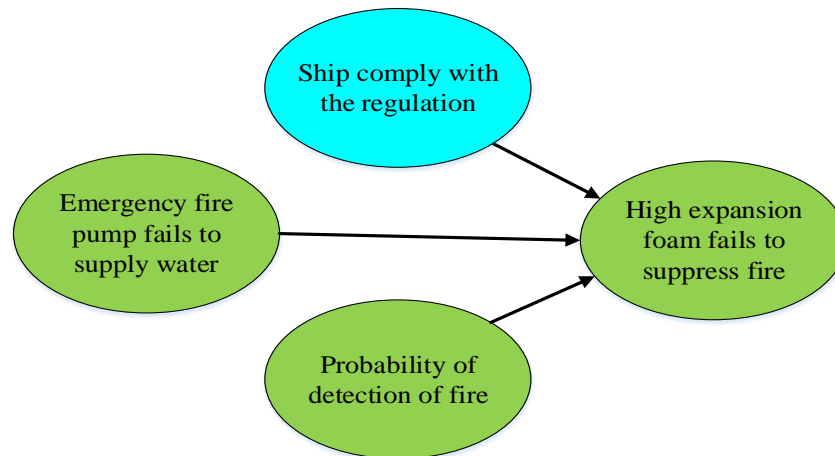 Ship comply with
the regulation
Emergency fire
pump fails to
supply water
High expansion
foam fails to
suppress fire
Probability of
detection of fire